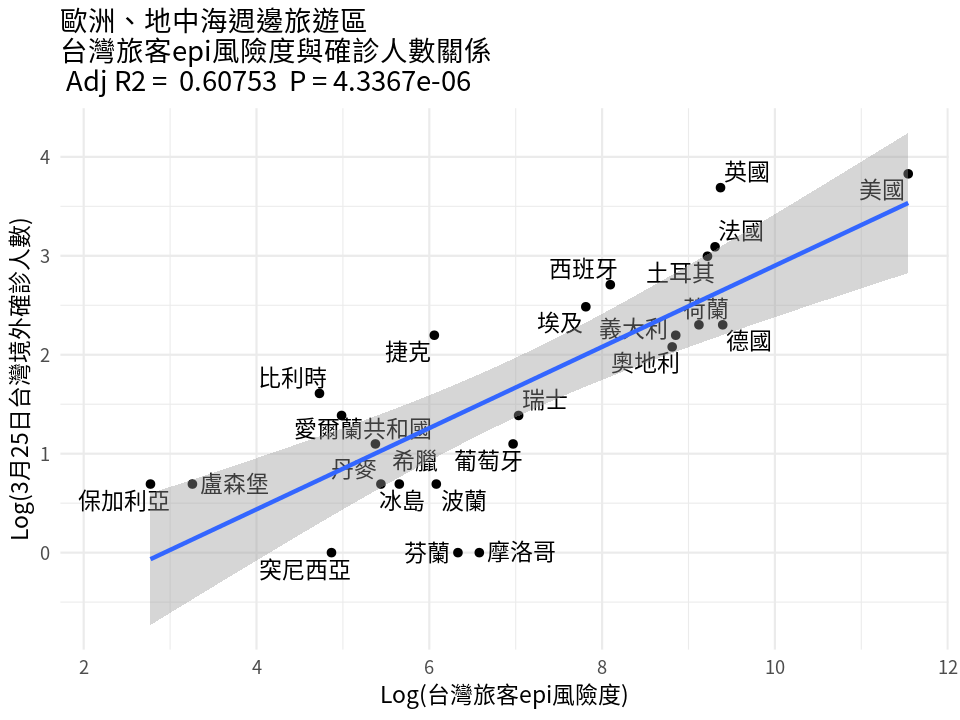 歐洲、地中海週邊旅遊區
台灣旅客epi風險度與確診人數關係
Adj R2 = 0.60753 P = 4.3367e-06
Log(3月25日台灣境外確診人數)
4
3
2
1
0
英國
美國
法國
西班牙
土耳其
埃及
荷蘭
義大利
德國
捷克
奧地利
比利時
瑞士
愛爾蘭共和國
希臘
葡萄牙
丹麥
盧森堡
保加利亞
冰島
波蘭
芬蘭
摩洛哥
突尼西亞
2
4
6
8
10
12
Log(台灣旅客epi風險度)